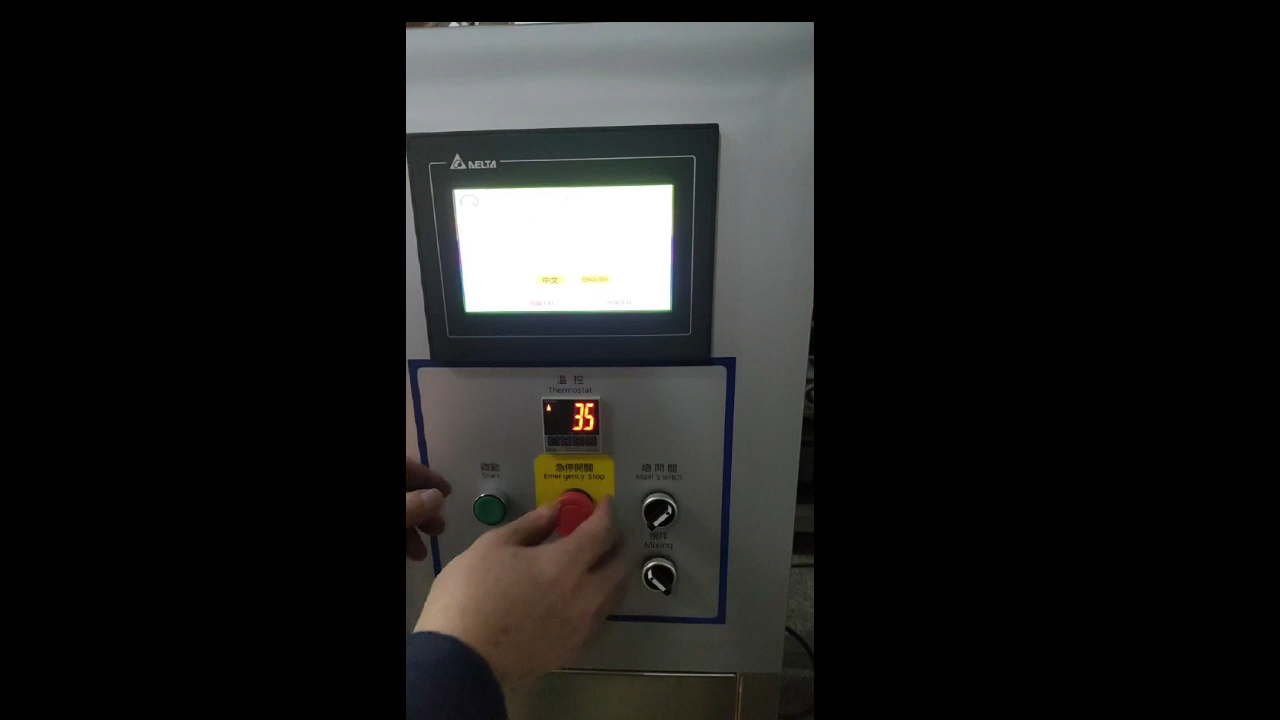 DELTA
中文 ENGLISH
溫控
Thermostat
35
急停開關
Emergency Stop
總開關
Main Switch
啟動
Start
攪拌
Mixing